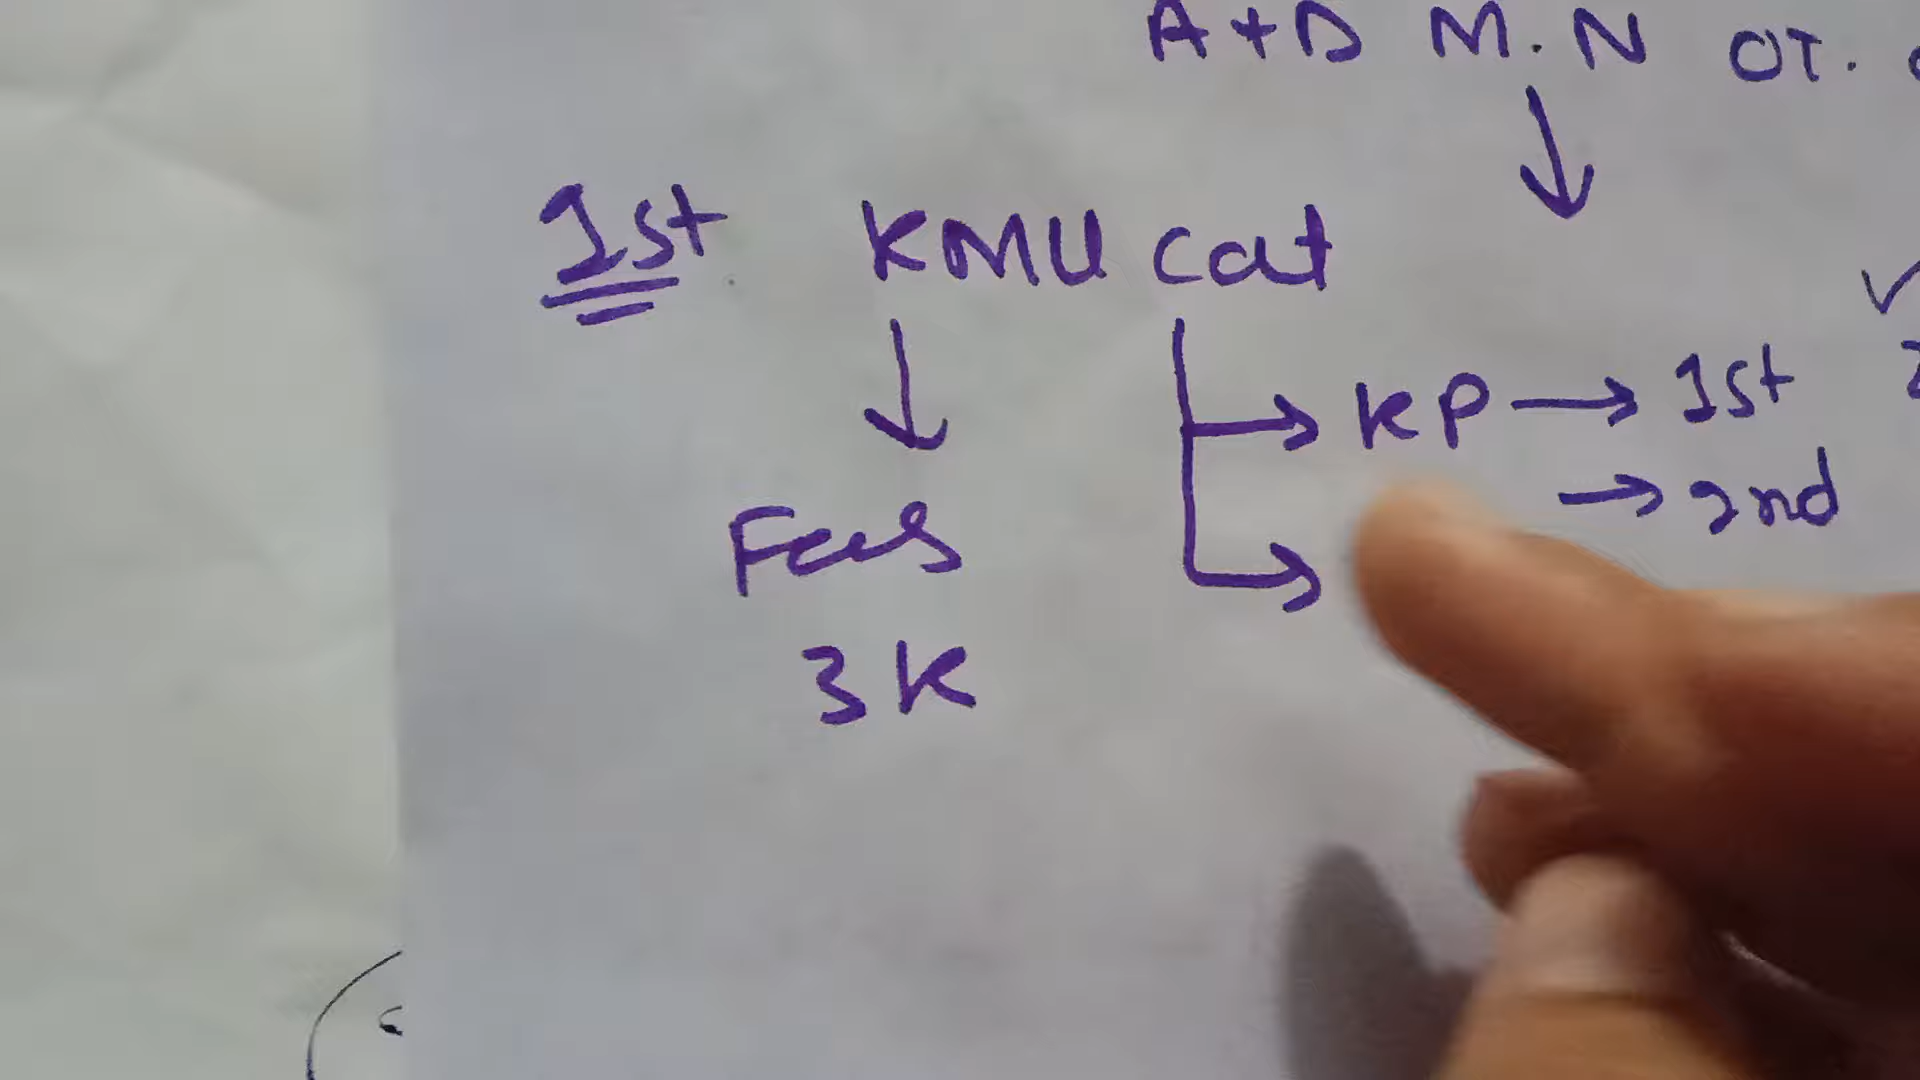 A+D M.N OT.
1st KMU cat
KP → 1st
→ 2nd
Fees
3K